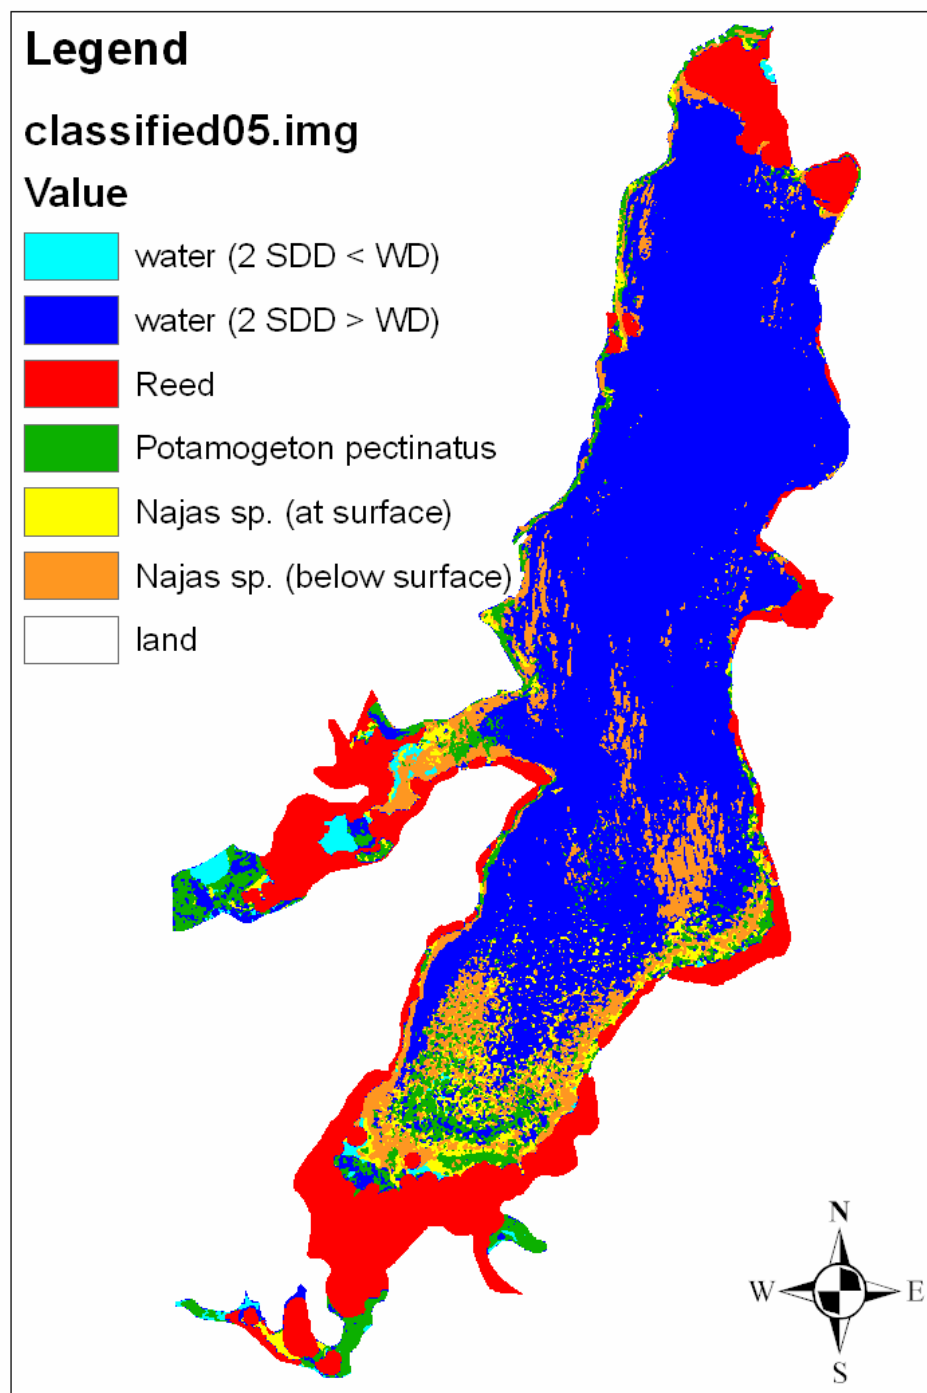 Legend
classified05.img
Value
water (2 SDD < WD)
water (2 SDD > WD)
Reed
Potamogeton pectinatus
Najas sp. (at surface)
Najas sp. (below surface)
land
N
W E
S